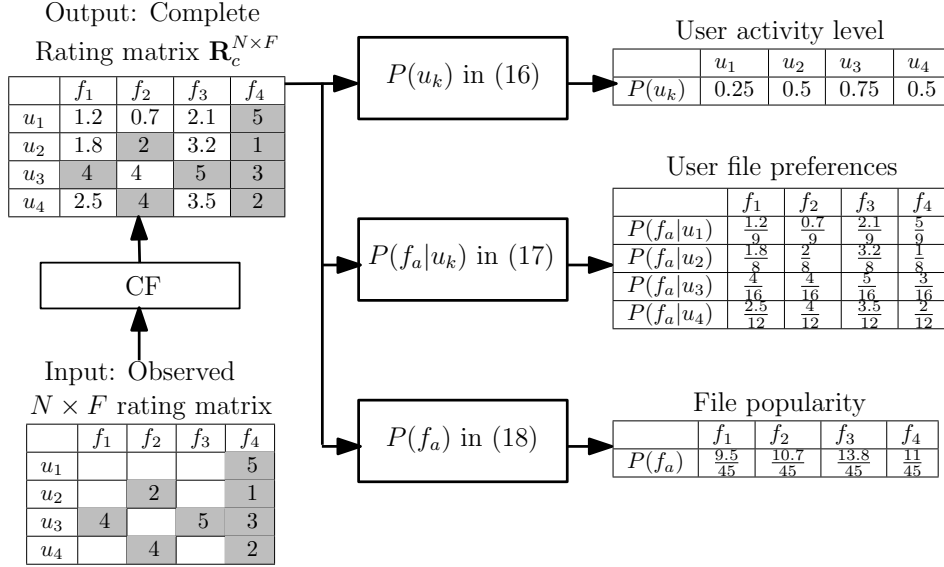 Output: Complete
Rating matrix R_c^{N×F}
f₁ f₂ f₃ f₄
u₁ 1.2 0.7 2.1 5
u₂ 1.8 2 3.2 1
u₃ 4 4 5 3
u₄ 2.5 4 3.5 2
CF
Input: Observed
N × F rating matrix
f₁ f₂ f₃ f₄
u₁ 5
u₂ 2 1
u₃ 4 5 3
u₄ 4 2
P(u_k) in (16)
P(f_a|u_k) in (17)
P(f_a) in (18)
User activity level
u₁ u₂ u₃ u₄
P(u_k) 0.25 0.5 0.75 0.5
User file preferences
f₁ f₂ f₃ f₄
P(f_a|u₁) 1.2/9 0.7/9 2.1/9 5/9
P(f_a|u₂) 1.8/8 2/8 3.2/8 1/8
P(f_a|u₃) 4/16 4/16 5/16 3/16
P(f_a|u₄) 2.5/12 4/12 3.5/12 2/12
File popularity
f₁ f₂ f₃ f₄
P(f_a) 9.5/45 10.7/45 13.8/45 11/45